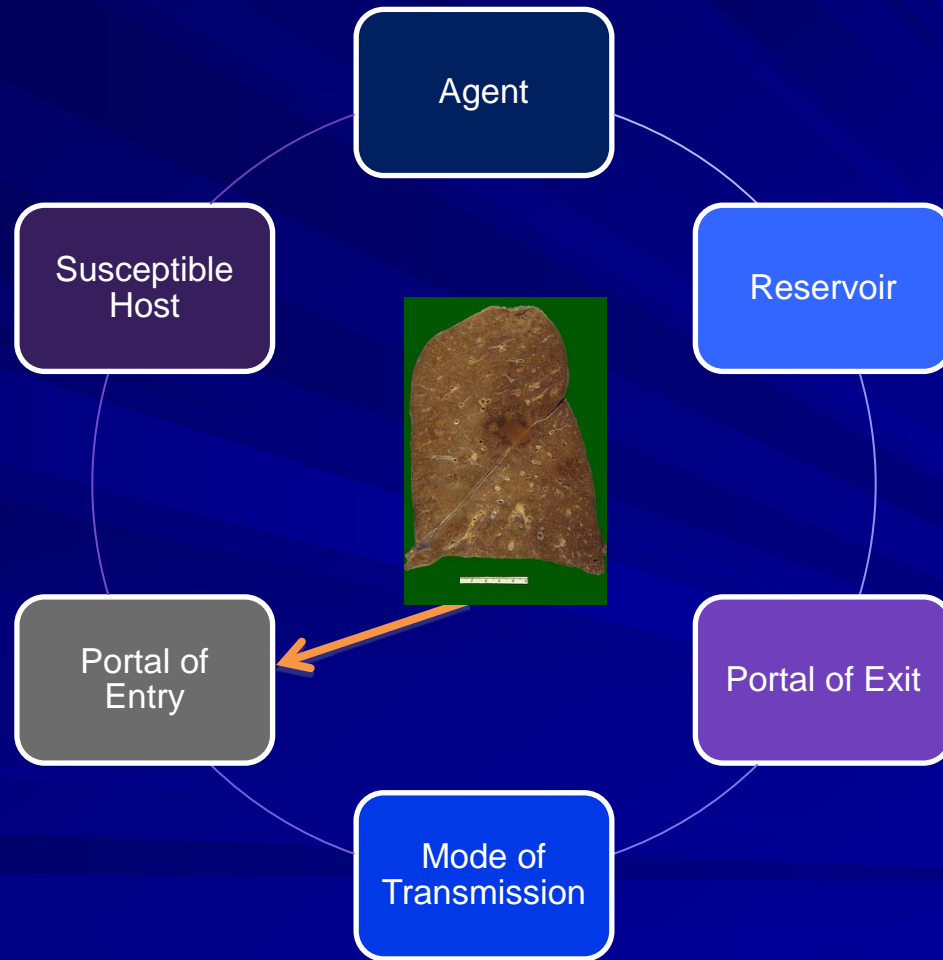 Agent
Susceptible
Host
Reservoir
Portal of
Entry
Portal of Exit
Mode of
Transmission